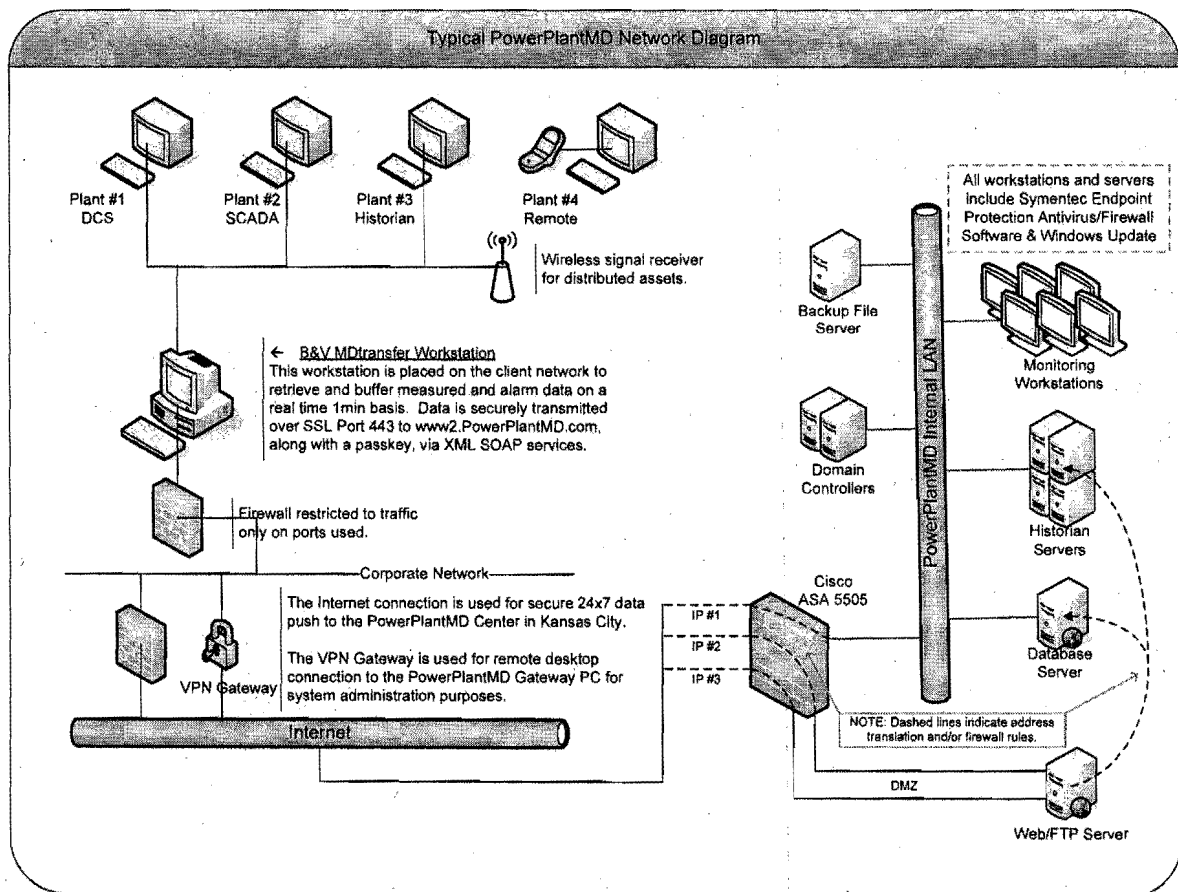 Typical PowerPlantMD Network Diagram
Plant #1
DCS
Plant #2
SCADA
Plant #3
Historian
Plant #4
Remote
Wireless signal receiver
for distributed assets.
← B&V MDtransfer Workstation
This workstation is placed on the client network to
retrieve and buffer measured and alarm data on a
real time 1min basis. Data is securely transmitted
over SSL Port 443 to www2.PowerPlantMD.com,
along with a passkey, via XML SOAP services.
Firewall restricted to traffic
only on ports used.
Corporate Network
The Internet connection is used for secure 24x7 data
push to the PowerPlantMD Center in Kansas City.
The VPN Gateway is used for remote desktop
connection to the PowerPlantMD Gateway PC for
system administration purposes.
VPN Gateway
Internet
All workstations and servers
Include Symentec Endpoint
Protection Antivirus/Firewall
Software & Windows Update
Backup File
Server
Monitoring
Workstations
PowerPlantMD Internal LAN
Domain
Controllers
Historian
Servers
Cisco
ASA 5505
IP #1
IP #2
IP #3
Database
Server
NOTE: Dashed lines indicate address
translation and/or firewall rules.
DMZ
Web/FTP Server